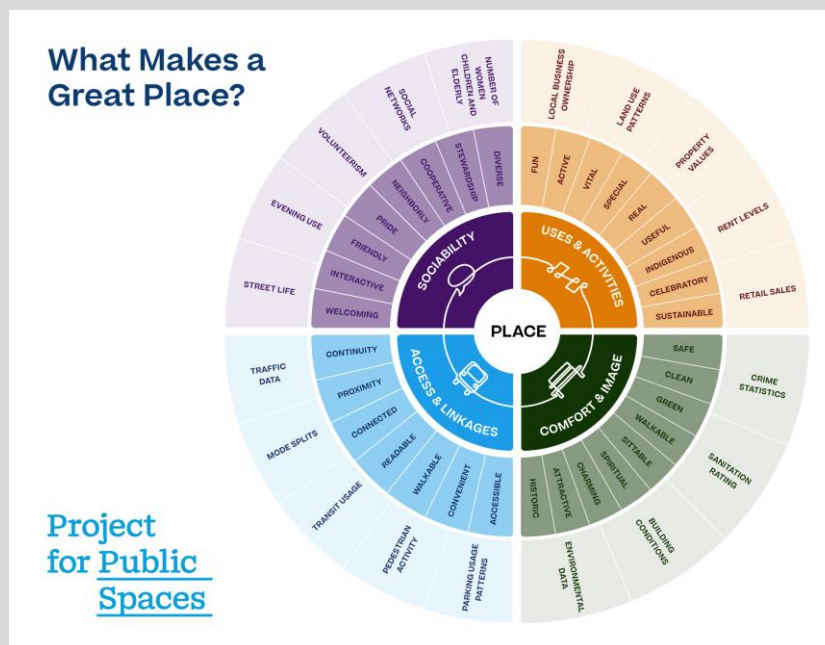 What Makes a
Great Place?
NUMBER OF
WOMEN
CHILDREN AND
ELDERLY
SOCIAL
NETWORKS
VOLUNTEERISM
EVENING USE
STREET LIFE
DIVERSE
STEWARDSHIP
COOPERATIVE
NEIGHBORLY
PRIDE
FRIENDLY
INTERACTIVE
WELCOMING
SOCIABILITY
LOCAL BUSINESS
OWNERSHIP
LAND USE
PATTERNS
PROPERTY
VALUES
RENT LEVELS
RETAIL SALES
FUN
ACTIVE
VITAL
SPECIAL
REAL
USEFUL
INDIGENOUS
CELEBRATORY
SUSTAINABLE
USES & ACTIVITIES
PLACE
ACCESS & LINKAGES
CONTINUITY
PROXIMITY
CONNECTED
READABLE
WALKABLE
CONVENIENT
ACCESSIBLE
TRAFFIC
DATA
MODE SPLITS
TRANSIT USAGE
PEDESTRIAN
ACTIVITY
PARKING USAGE
PATTERNS
COMFORT & IMAGE
SAFE
CLEAN
GREEN
WALKABLE
SITTABLE
SPIRITUAL
CHARMING
ATTRACTIVE
HISTORIC
CRIME
STATISTICS
SANITATION
RATING
BUILDING
CONDITIONS
ENVIRONMENTAL
DATA
Project
for Public
Spaces